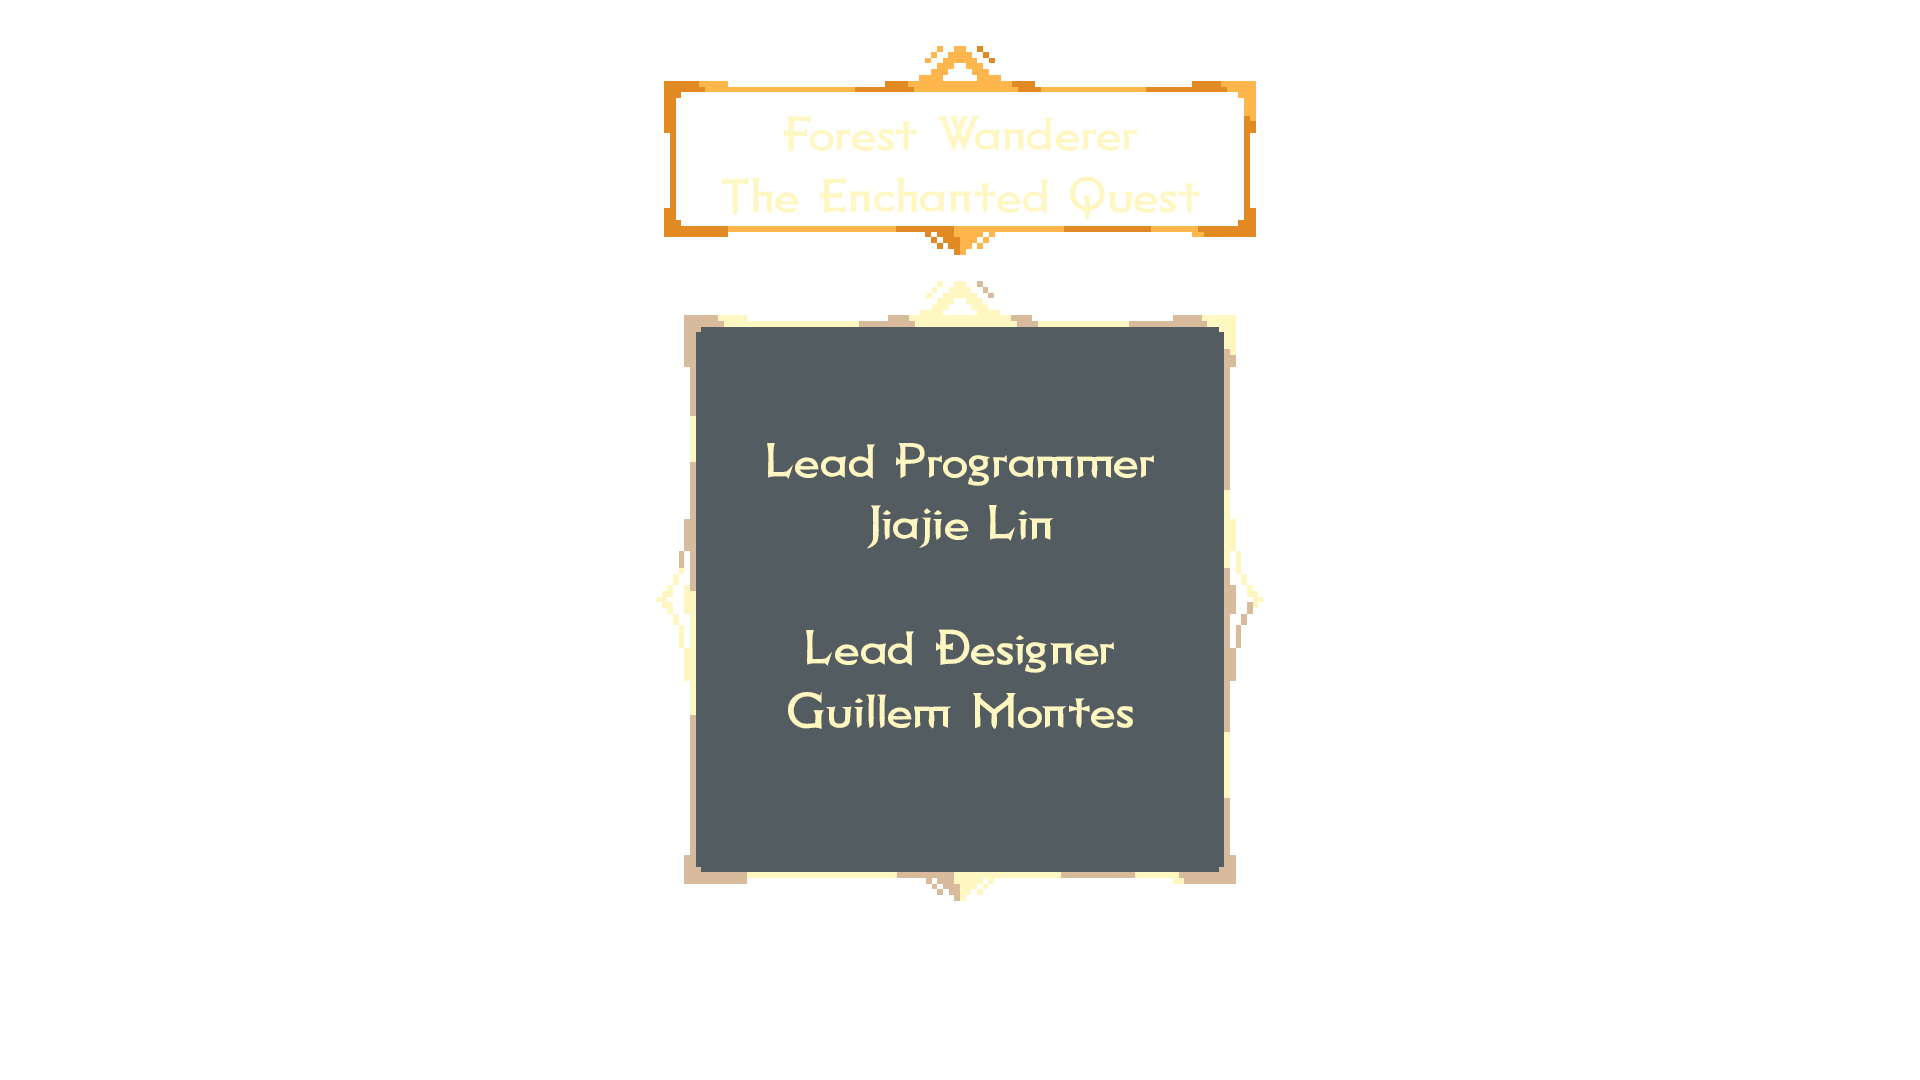 Forest Wanderer
The Enchanted Quest
Lead Programmer
Jiajie Lin
Lead Designer
Guillem Montes